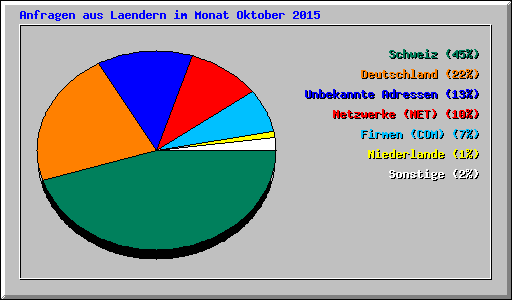 Anfragen aus Laendern im Monat Oktober 2015
Schweiz (45%)
Deutschland (22%)
Unbekannte Adressen (13%)
Netzwerke (NET) (10%)
Firmen (COM) (7%)
Niederlande (1%)
Sonstige (2%)